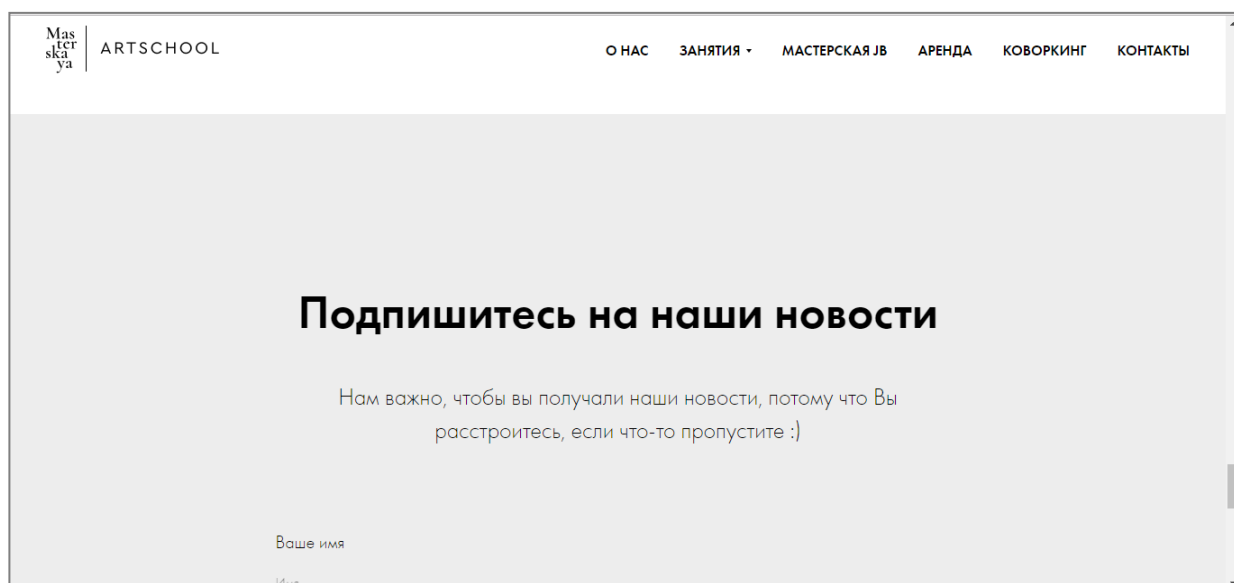 Mas
ter
ska
ya
ARTSCHOOL
О НАС ЗАНЯТИЯ МАСТЕРСКАЯ JB АРЕНДА КОВОРКИНГ КОНТАКТЫ
Подпишитесь на наши новости
Нам важно, чтобы вы получали наши новости, потому что Вы
расстроитесь, если что-то пропустите :)
Ваше имя